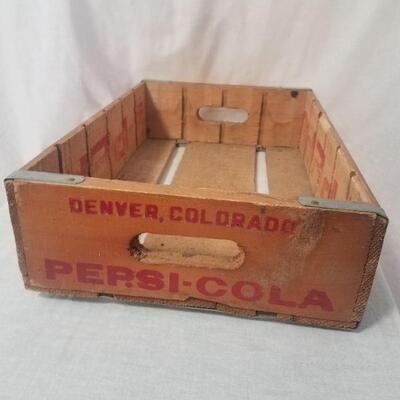 DENVER, COLORADO
PEPSI-COLA